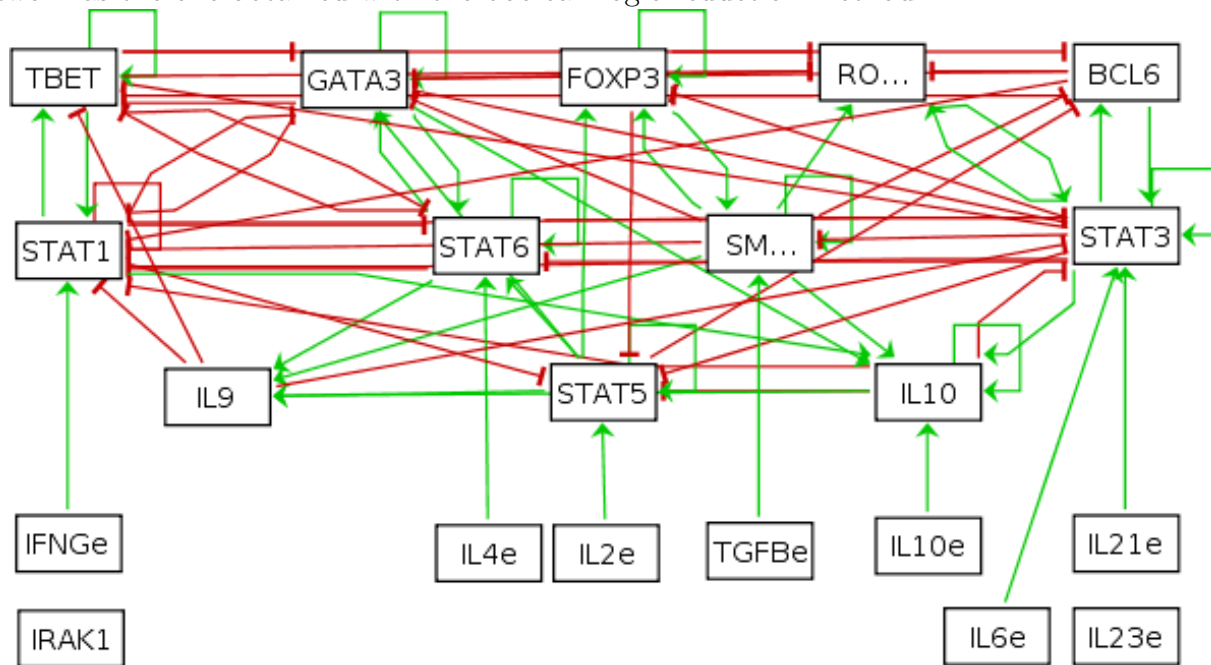 TBET GATA3 FOXP3 RO... BCL6
STAT1 STAT6 SM... STAT3
IL9 STAT5 IL10
IFNGe IL4e IL2e TGFBe IL10e IL21e
IRAK1 IL6e IL23e